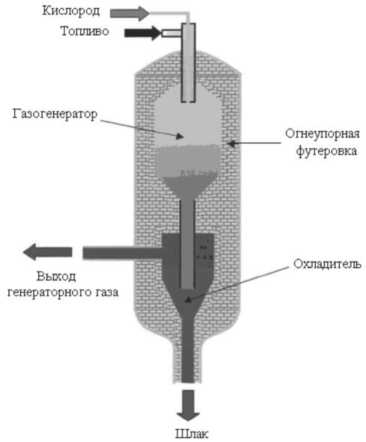 Кислород
Топливо
Газогенератор
Огнеупорная
футеровка
Выход
генераторного газа
Охладитель
Шлак